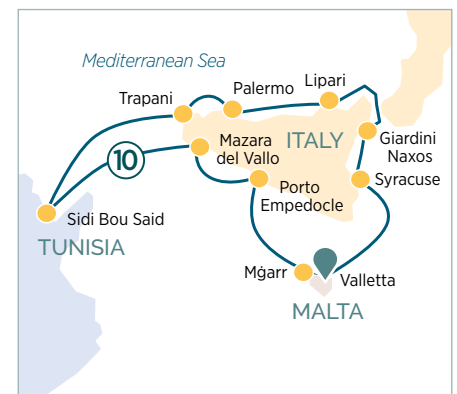 Mediterranean Sea
Lipari
Palermo
Trapani
Mazara
del Vallo
ITALY
Giardini
Naxos
10
Syracuse
Porto
Empedocle
Sidi Bou Said
TUNISIA
Mġarr
Valletta
MALTA